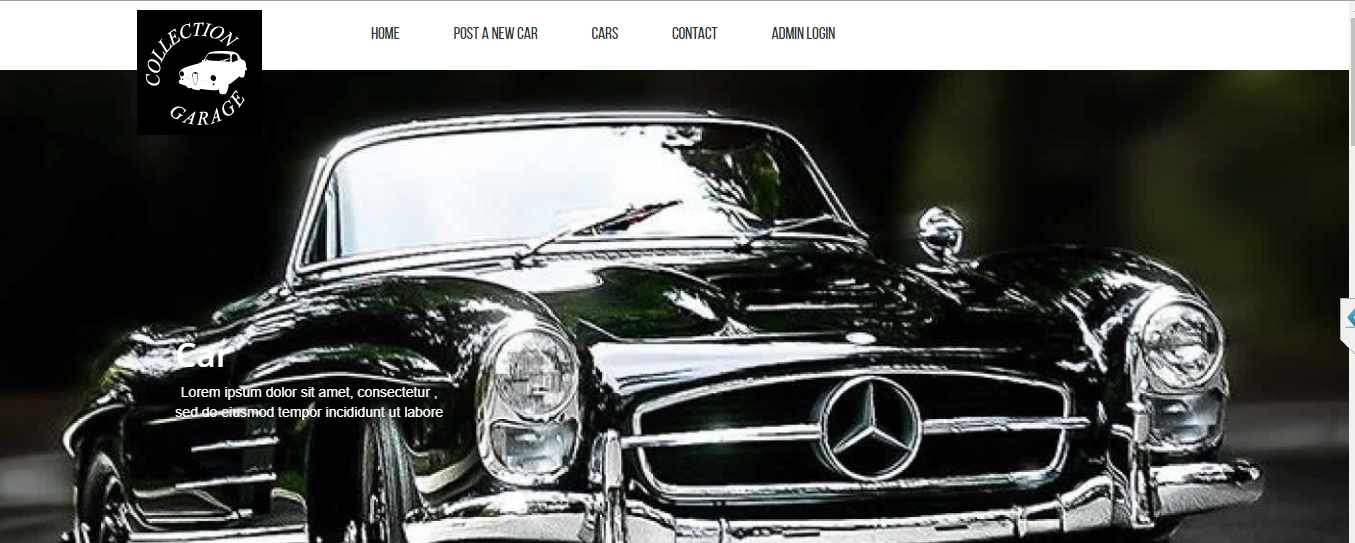 COLLECTION
GARAGE
HOME POST A NEW CAR CARS CONTACT ADMIN LOGIN
Car
Lorem ipsum dolor sit amet, consectetur ,
sed do eiusmod tempor incididunt ut labore